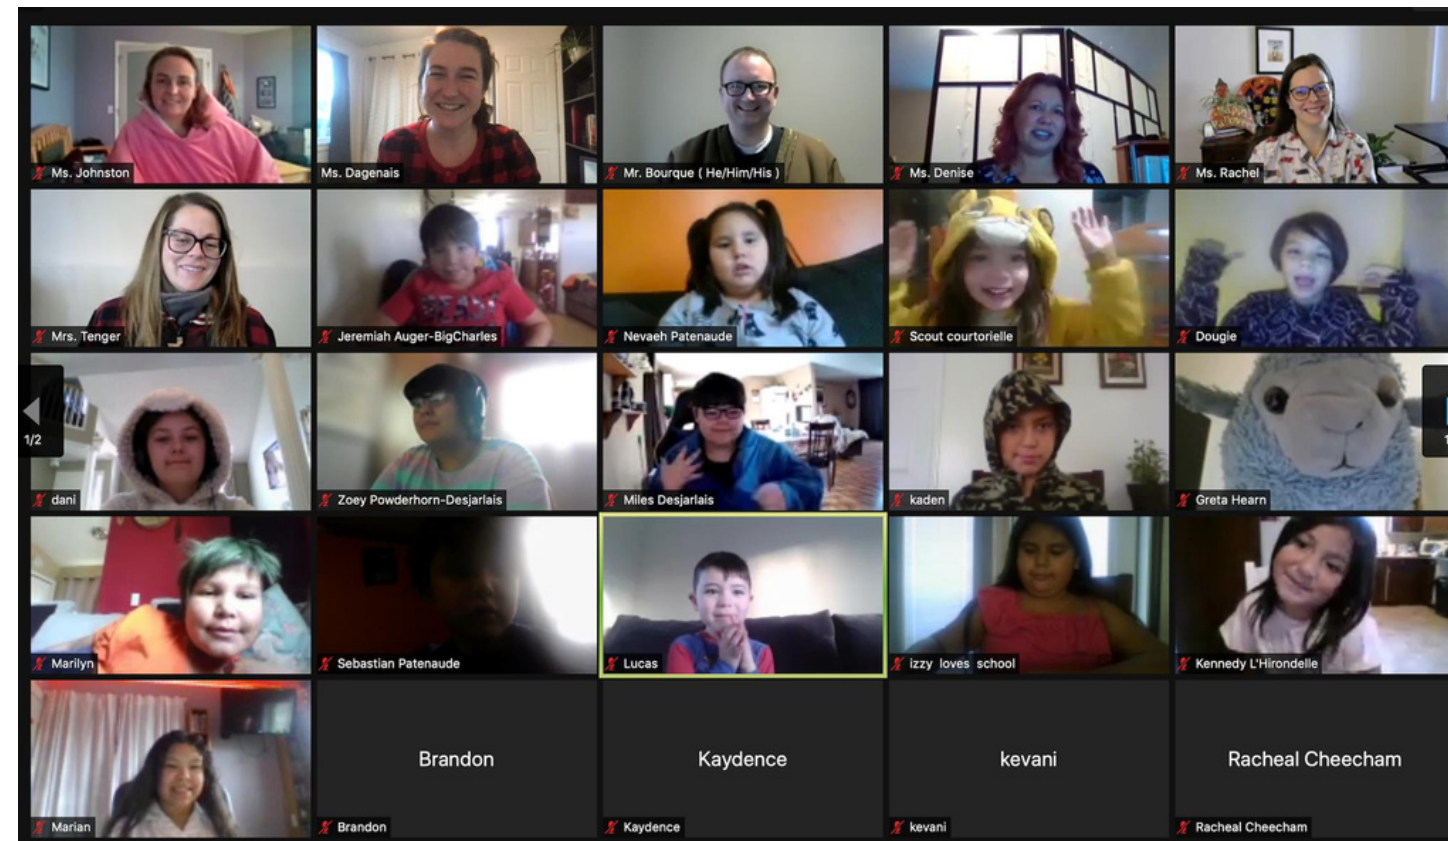 Ms. Johnston
Ms. Dagenais
Mr. Bourque ( He/Him/His )
Ms. Denise
Ms. Rachel
Mrs. Tenger
Jeremiah Auger-BigCharles
Nevaeh Patenaude
Scout courtorielle
Dougie
1/2
dani
Zoey Powderhorn-Desjarlais
Miles Desjarlais
kaden
Greta Hearn
Marilyn
Sebastian Patenaude
Lucas
izzy loves school
Kennedy L'Hirondelle
Marian
Brandon
Brandon
Kaydence
Kaydence
kevani
kevani
Racheal Cheecham
Racheal Cheecham